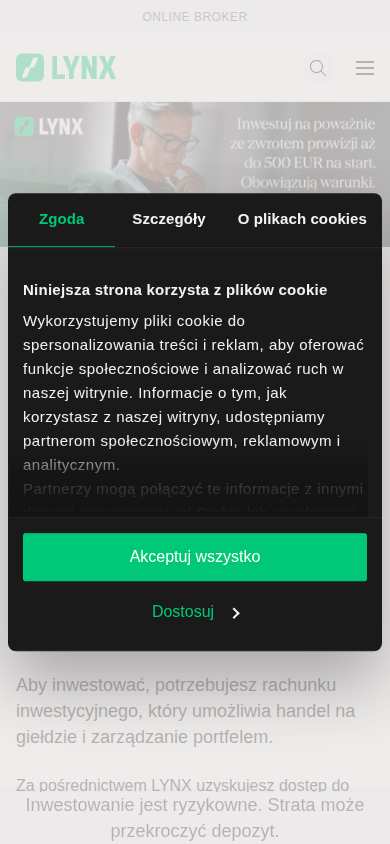 ONLINE BROKER
LYNX
LYNX
Inwestuj na poważnie
ze zwrotem prowizji aż
do 500 EUR na start.
Obowiązują warunki.
Zgoda
Szczegóły
O plikach cookies
Niniejsza strona korzysta z plików cookie
Wykorzystujemy pliki cookie do
spersonalizowania treści i reklam, aby oferować
funkcje społecznościowe i analizować ruch w
naszej witrynie. Informacje o tym, jak
korzystasz z naszej witryny, udostępniamy
partnerom społecznościowym, reklamowym i
analitycznym.
Partnerzy mogą połączyć te informacje z innymi
Akceptuj wszystko
Dostosuj
Aby inwestować, potrzebujesz rachunku
inwestycyjnego, który umożliwia handel na
giełdzie i zarządzanie portfelem.
Za pośrednictwem LYNX uzyskujesz dostęp do
Inwestowanie jest ryzykowne. Strata może
przekroczyć depozyt.